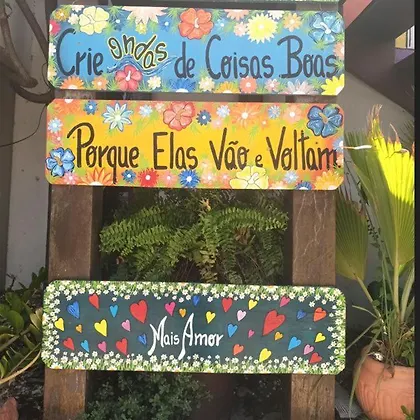 Crie ondas de Coisas Boas
Porque Elas Vão e Voltam
Mais Amor